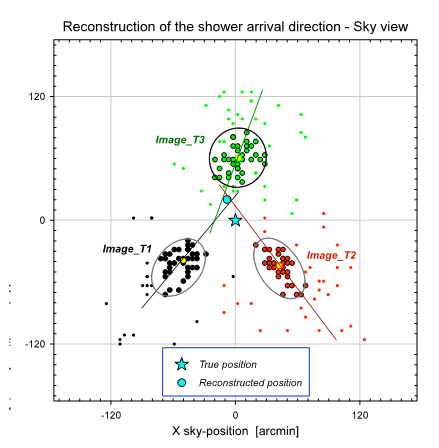 Reconstruction of the shower arrival direction - Sky view
120
Image_T3
0
Image_T1
Image_T2
-120
True position
Reconstructed position
-120
0
120
X sky-position [arcmin]